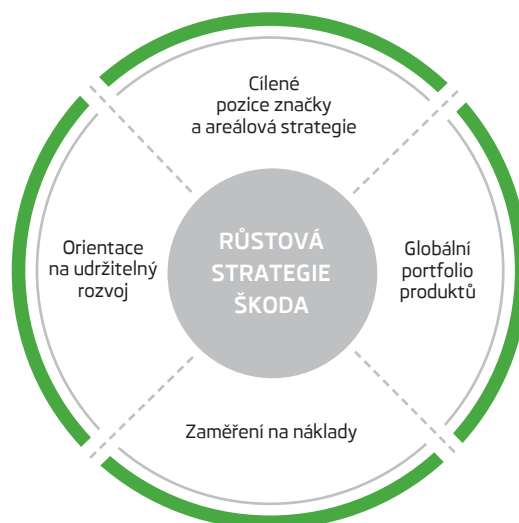 Cílené
pozice značky
a areálová strategie
Orientace
na udržitelný
rozvoj
RŮSTOVÁ
STRATEGIE
ŠKODA
Globální
portfolio
produktů
Zaměření na náklady